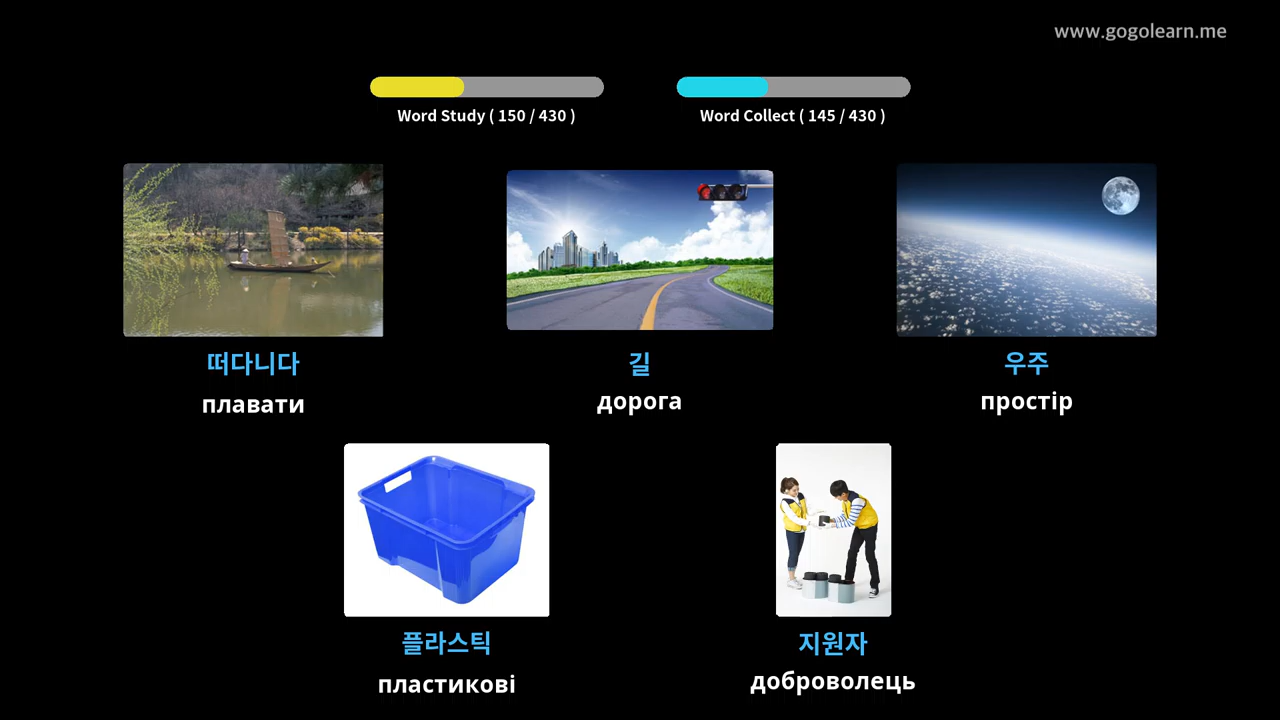 www.gogolearn.me
Word Study ( 150 / 430 )
Word Collect ( 145 / 430 )
떠다니다
плавати
길
дорога
우주
простір
플라스틱
пластикові
지원자
доброволець